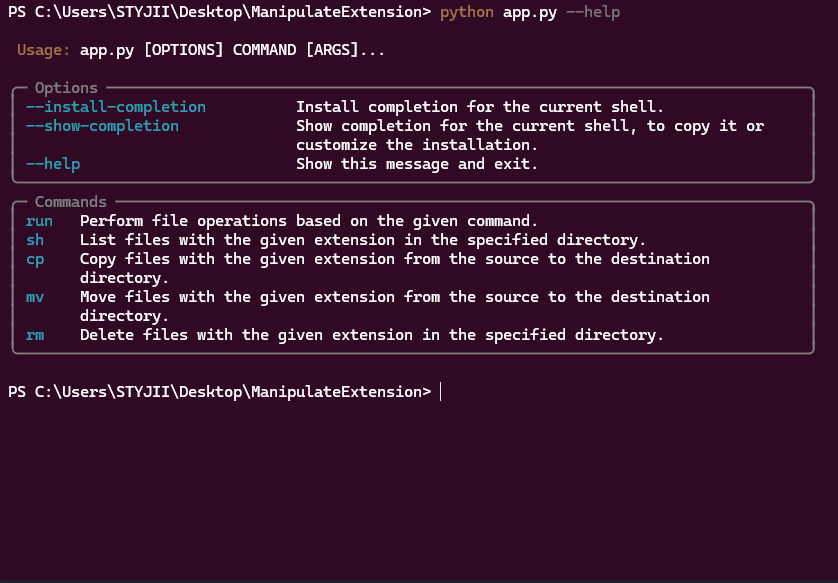 PS C:\Users\STYJII\Desktop\ManipulateExtension> python app.py --help
Usage: app.py [OPTIONS] COMMAND [ARGS]...
Options
--install-completion Install completion for the current shell.
--show-completion Show completion for the current shell, to copy it or
customize the installation.
--help Show this message and exit.
Commands
run Perform file operations based on the given command.
sh List files with the given extension in the specified directory.
cp Copy files with the given extension from the source to the destination
directory.
mv Move files with the given extension from the source to the destination
directory.
rm Delete files with the given extension in the specified directory.
PS C:\Users\STYJII\Desktop\ManipulateExtension>